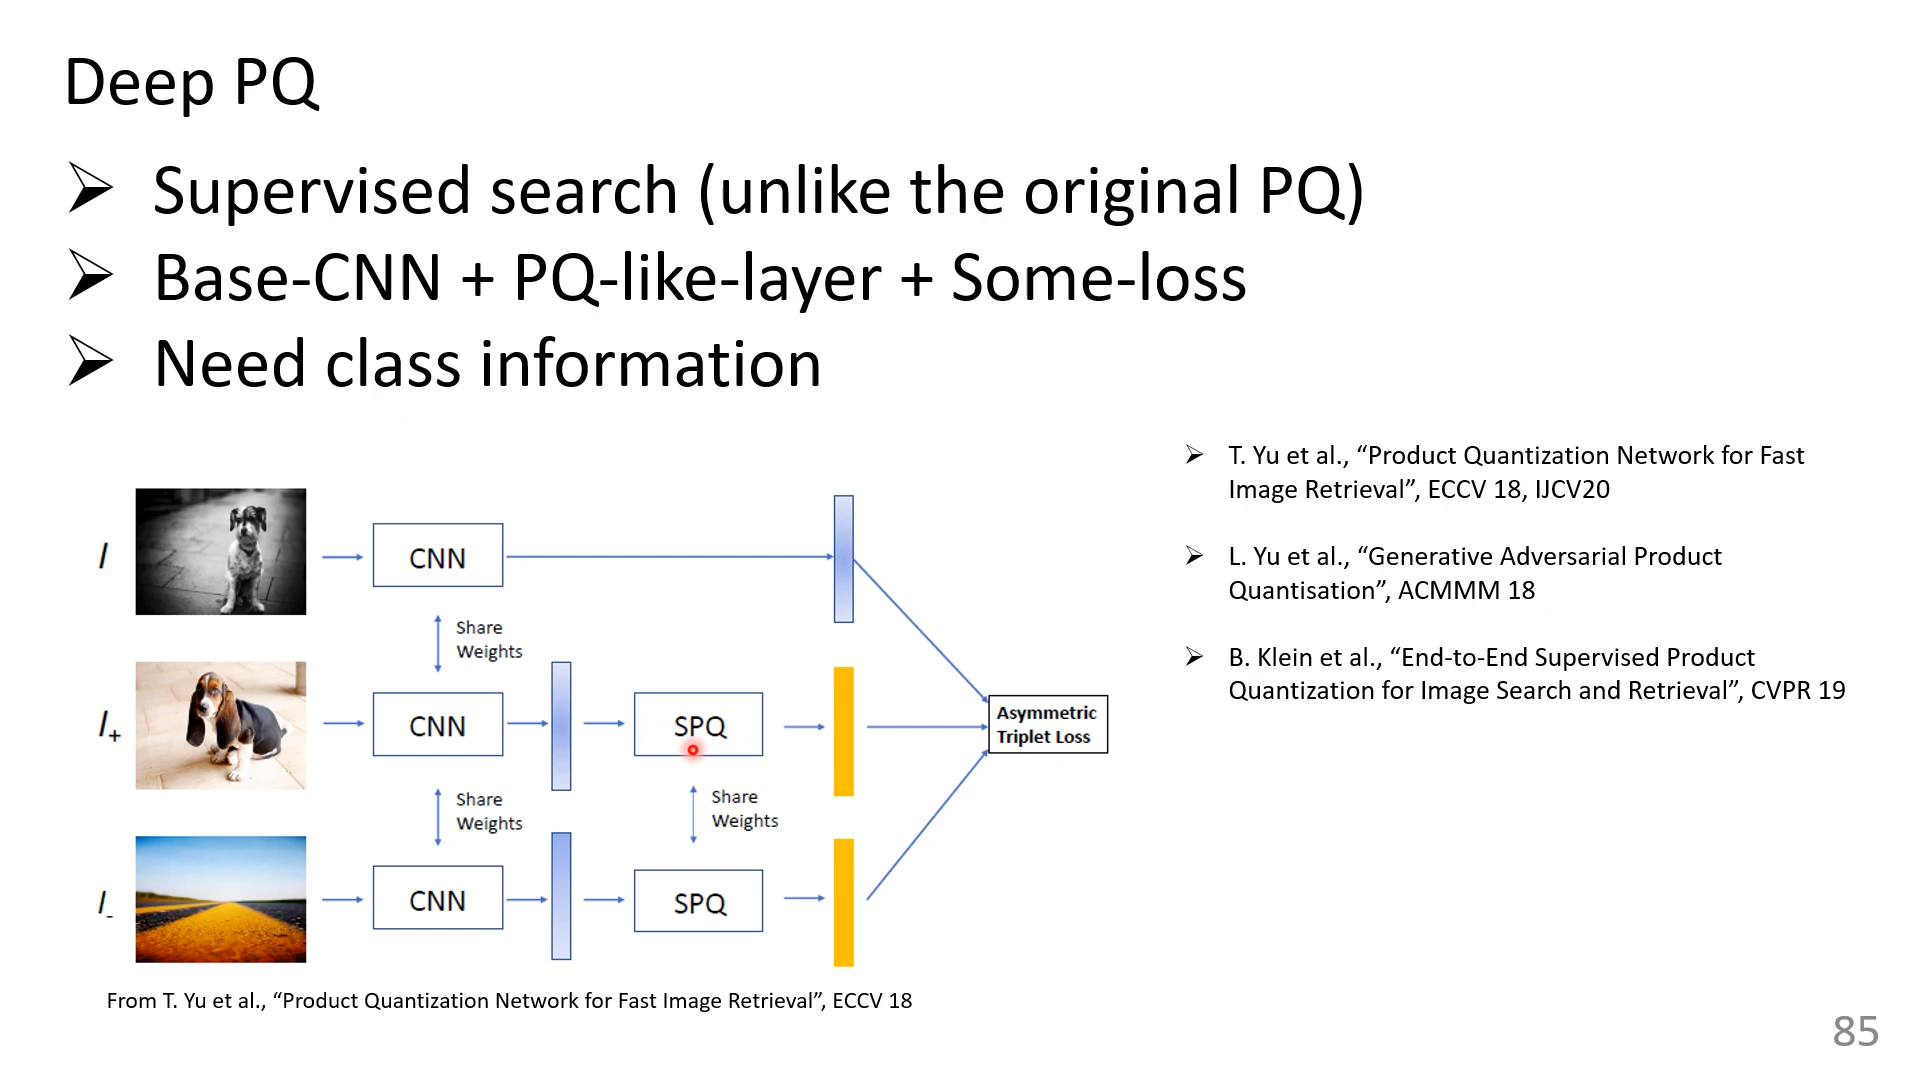 Deep PQ
Supervised search (unlike the original PQ)
Base-CNN + PQ-like-layer + Some-loss
Need class information
T. Yu et al., “Product Quantization Network for Fast
Image Retrieval”, ECCV 18, IJCV20
L. Yu et al., “Generative Adversarial Product
Quantisation”, ACMMM 18
B. Klein et al., “End-to-End Supervised Product
Quantization for Image Search and Retrieval”, CVPR 19
I
CNN
Share
Weights
I+
CNN
SPQ
Asymmetric
Triplet Loss
Share
Weights
Share
Weights
I-
CNN
SPQ
From T. Yu et al., “Product Quantization Network for Fast Image Retrieval”, ECCV 18
85